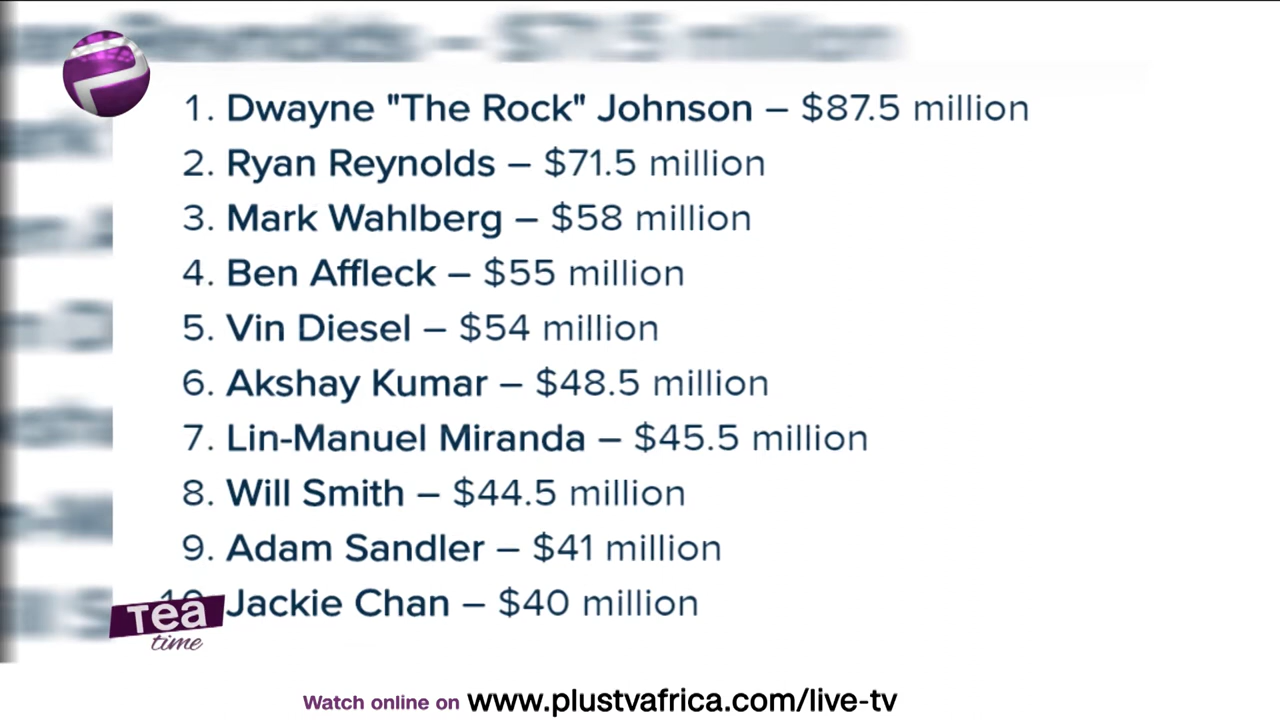 1. Dwayne "The Rock" Johnson – $87.5 million
2. Ryan Reynolds – $71.5 million
3. Mark Wahlberg – $58 million
4. Ben Affleck – $55 million
5. Vin Diesel – $54 million
6. Akshay Kumar – $48.5 million
7. Lin-Manuel Miranda – $45.5 million
8. Will Smith – $44.5 million
9. Adam Sandler – $41 million
Jackie Chan – $40 million
Tea
time
Watch online on www.plustvafrica.com/live-tv